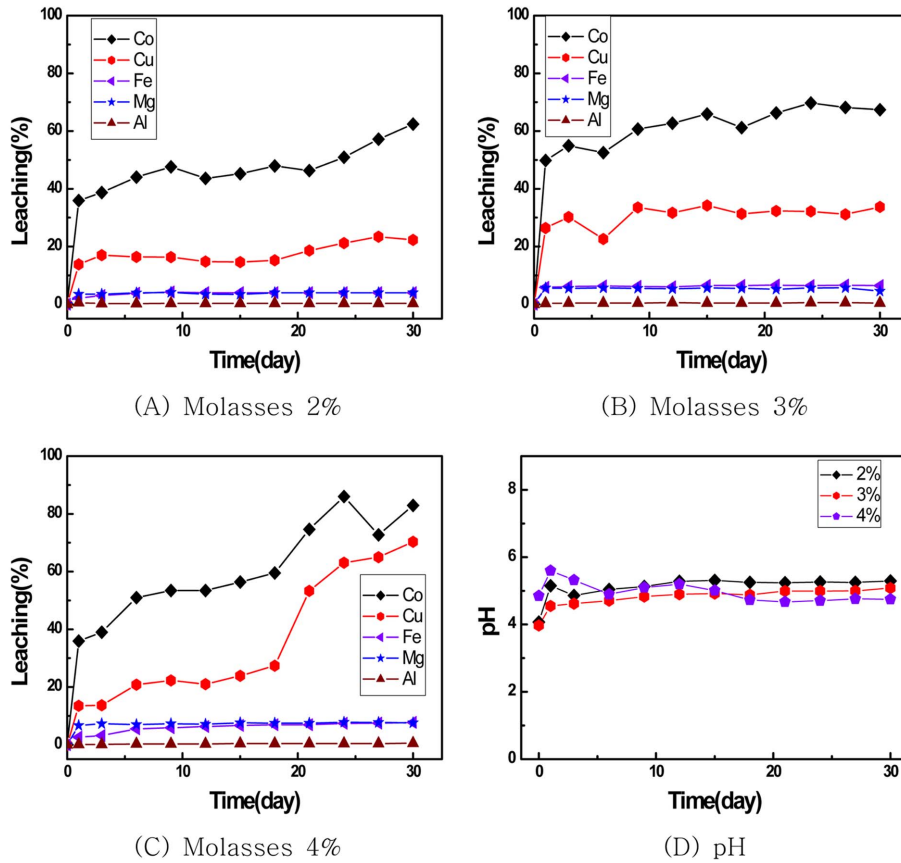 100
80
60
40
20
0
Leaching(%)
Co
Cu
Fe
Mg
Al
0 10 20 30
Time(day)
(A) Molasses 2%
100
80
60
40
20
0
Leaching(%)
Co
Cu
Fe
Mg
Al
0 10 20 30
Time(day)
(B) Molasses 3%
100
80
60
40
20
0
Leaching(%)
Co
Cu
Fe
Mg
Al
0 10 20 30
Time(day)
(C) Molasses 4%
8
6
4
2
0
pH
2%
3%
4%
0 10 20 30
Time(day)
(D) pH